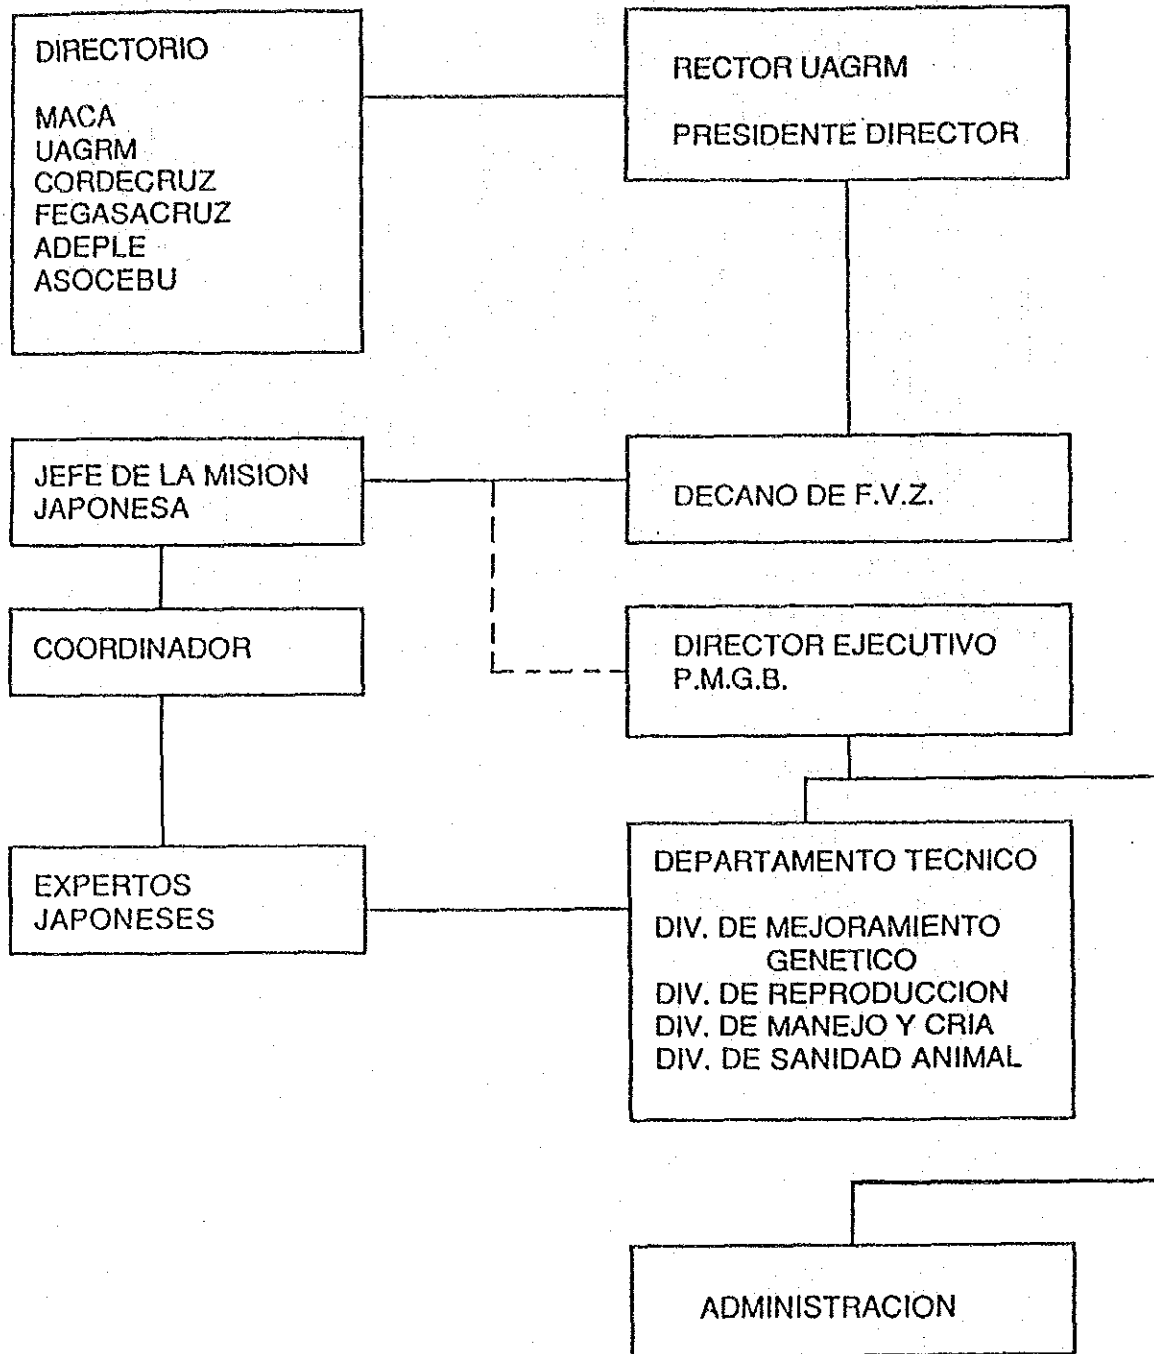 DIRECTORIO
MACA
UAGRM
CORDECRUZ
FEGASACRUZ
ADEPLE
ASOCEBU
RECTOR UAGRM
PRESIDENTE DIRECTOR
JEFE DE LA MISION
JAPONESA
DECANO DE F.V.Z.
COORDINADOR
DIRECTOR EJECUTIVO
P.M.G.B.
EXPERTOS
JAPONESES
DEPARTAMENTO TECNICO
DIV. DE MEJORAMIENTO
GENETICO
DIV. DE REPRODUCCION
DIV. DE MANEJO Y CRIA
DIV. DE SANIDAD ANIMAL
ADMINISTRACION